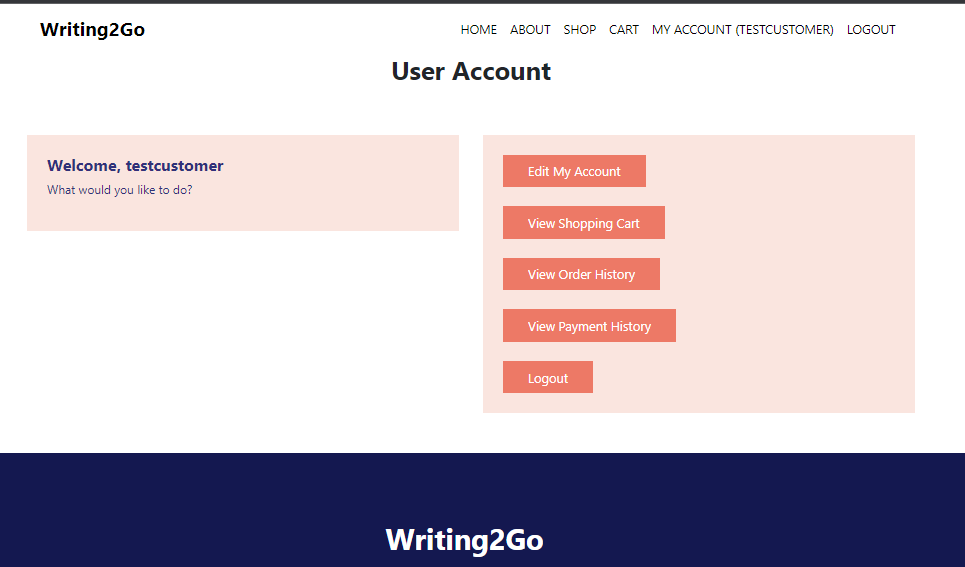 Writing2Go
HOME ABOUT SHOP CART MY ACCOUNT (TESTCUSTOMER) LOGOUT
User Account
Welcome, testcustomer
What would you like to do?
Edit My Account
View Shopping Cart
View Order History
View Payment History
Logout
Writing2Go